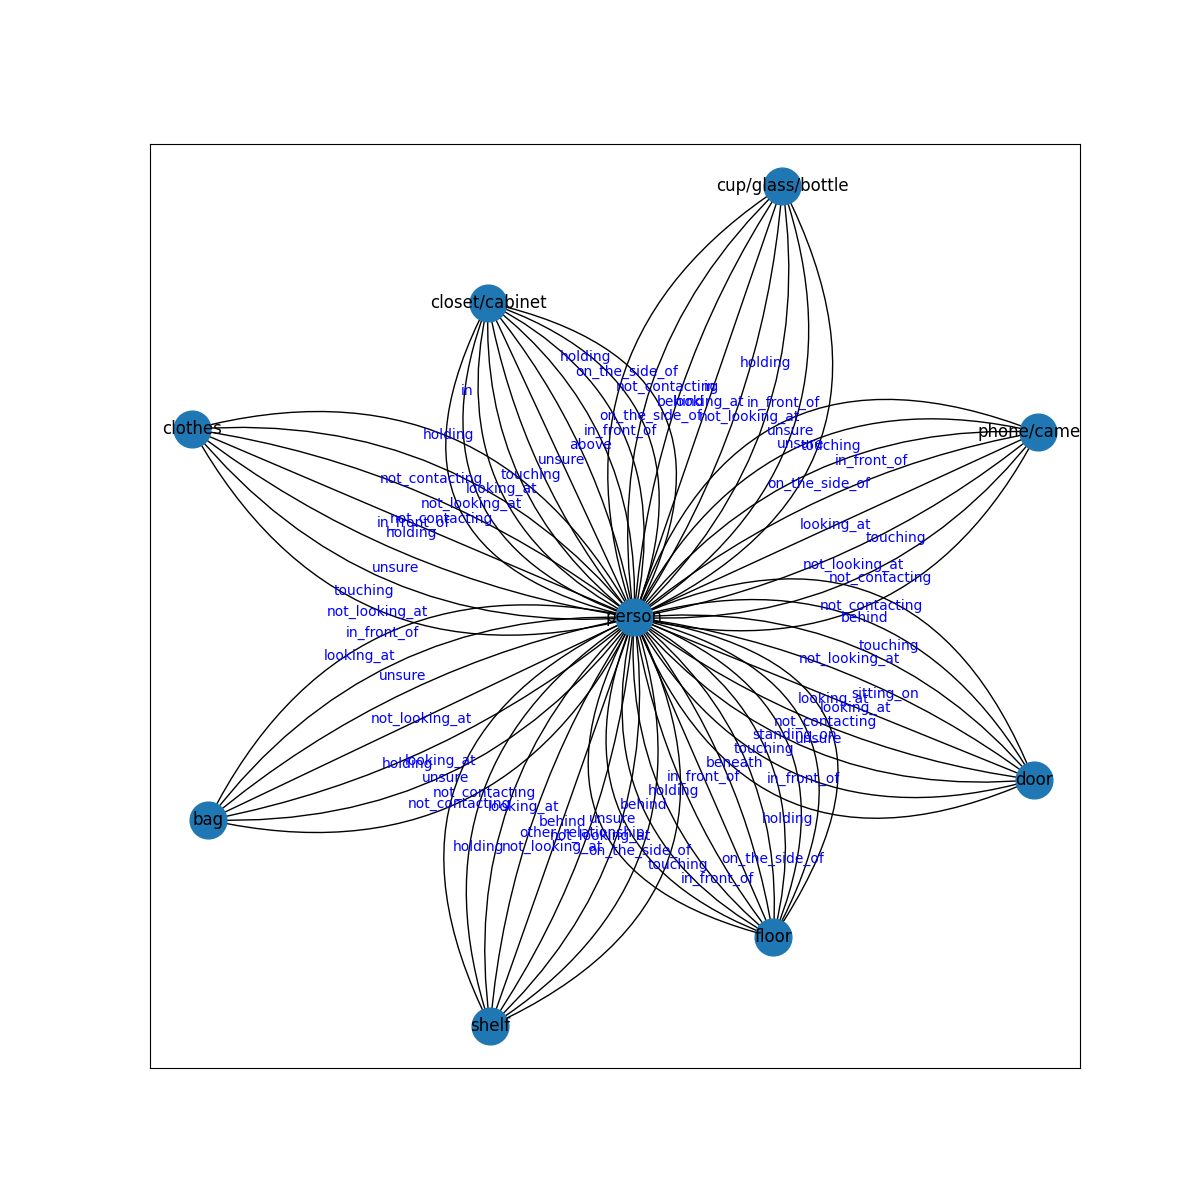 cup/glass/bottle
closet/cabinet
holding
on_the_side_of
holding
not_contacting
in
in
behind
looking_at
in_front_of
on_the_side_of
not_looking_at
clothes
in_front_of
unsure
phone/came
holding
above
unsure
touching
unsure
in_front_of
touching
not_contacting
looking_at
on_the_side_of
not_looking_at
in_front_of
not_contacting
looking_at
holding
touching
unsure
not_looking_at
not_contacting
touching
not_looking_at
not_contacting
person
behind
in_front_of
touching
looking_at
not_looking_at
unsure
sitting_on
looking_at
looking_at
not_looking_at
not_contacting
standing_on
unsure
touching
holding
looking_at
beneath
unsure
in_front_of
in_front_of
door
not_contacting
holding
not_contacting
looking_at
behind
bag
behind
unsure
holding
other_relationship
not_looking_at
holding
not_looking_at
on_the_side_of
on_the_side_of
touching
in_front_of
floor
shelf